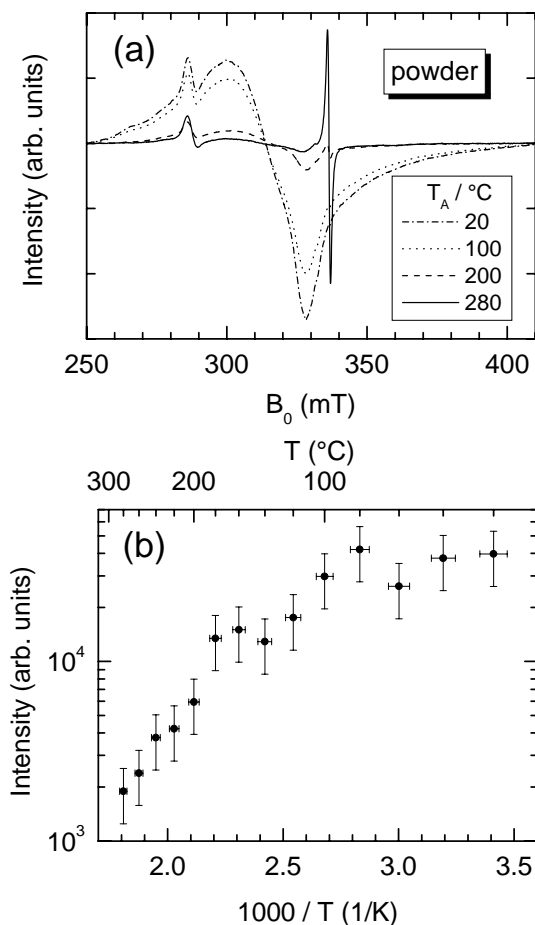 (a)
powder
Intensity (arb. units)
T_A / °C
20
100
200
280
250 300 350 400
B_0 (mT)
T (°C)
300 200 100
(b)
Intensity (arb. units)
10^4
10^3
2.0 2.5 3.0 3.5
1000 / T (1/K)